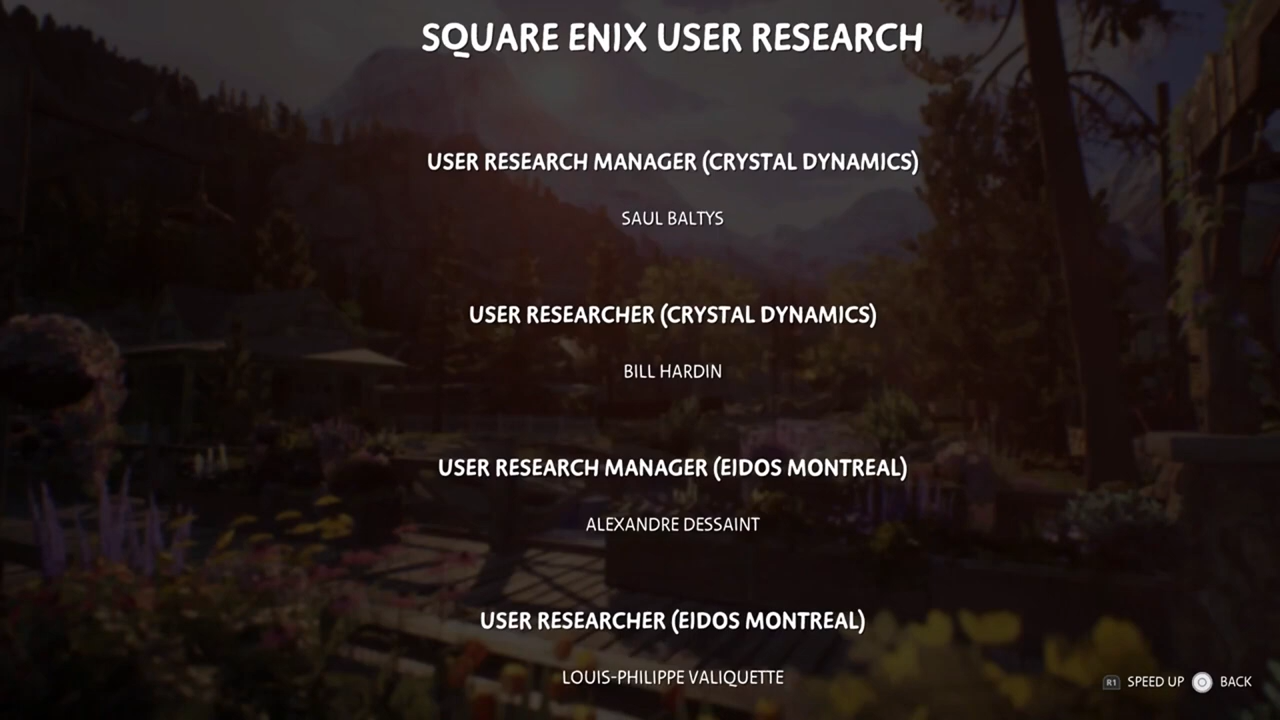 SQUARE ENIX USER RESEARCH
USER RESEARCH MANAGER (CRYSTAL DYNAMICS)
SAUL BALTYS
USER RESEARCHER (CRYSTAL DYNAMICS)
BILL HARDIN
USER RESEARCH MANAGER (EIDOS MONTREAL)
ALEXANDRE DESSAINT
USER RESEARCHER (EIDOS MONTREAL)
LOUIS-PHILIPPE VALIQUETTE
R1 SPEED UP BACK